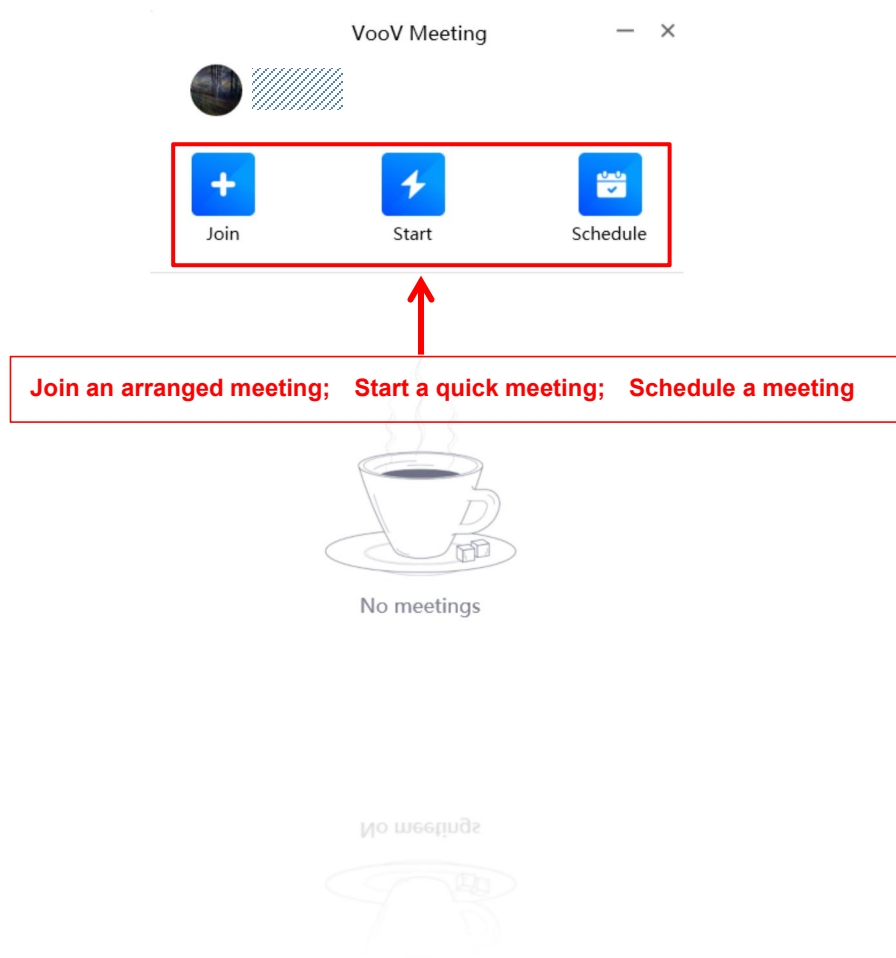 VooV Meeting
Join Start Schedule
Join an arranged meeting; Start a quick meeting; Schedule a meeting
No meetings
No meetings